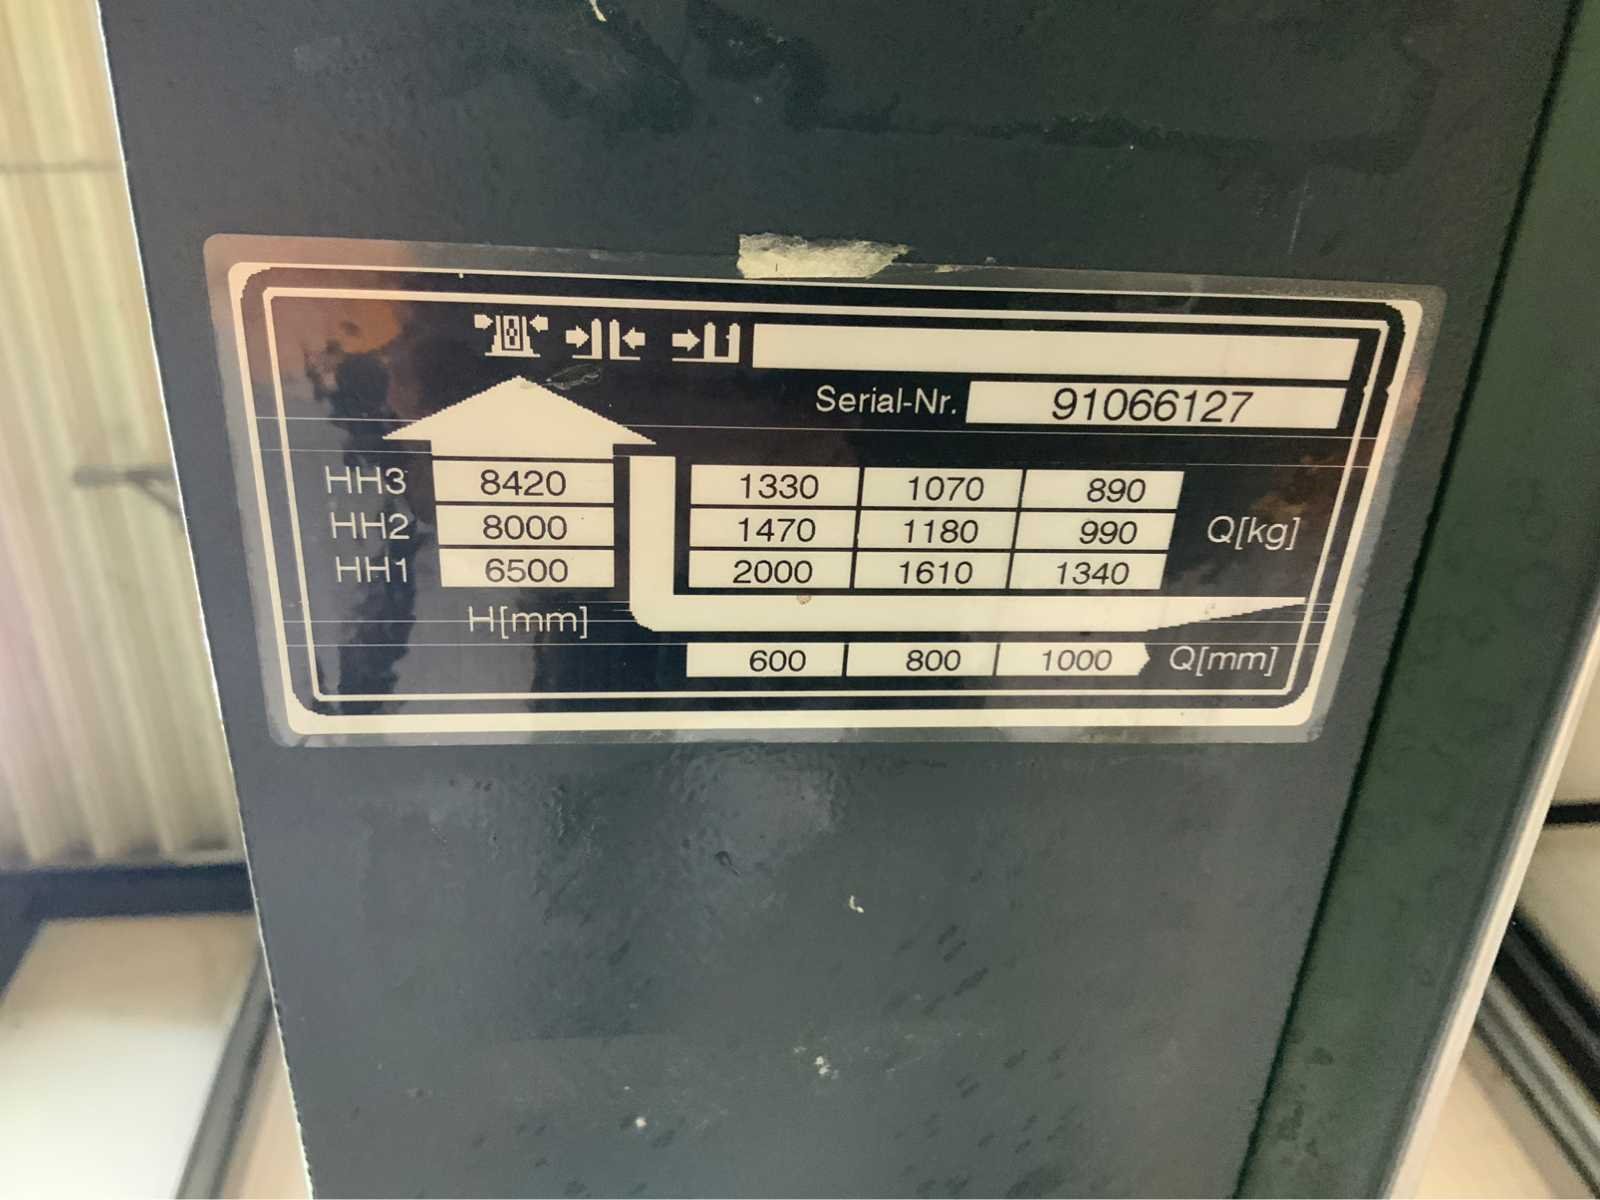 Serial-Nr. 91066127
HH3 8420 1330 1070 890
HH2 8000 1470 1180 990 Q[kg]
HH1 6500 2000 1610 1340
H[mm]
600 800 1000 Q[mm]